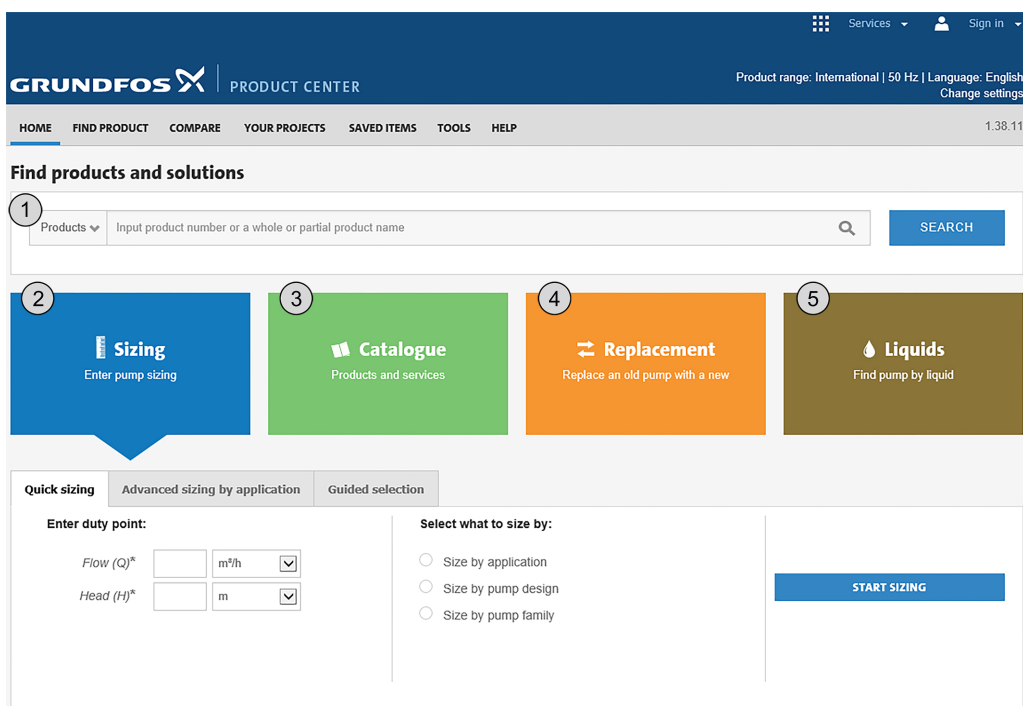 Services Sign in
GRUNDFOS PRODUCT CENTER
Product range: International | 50 Hz | Language: English
Change settings
HOME FIND PRODUCT COMPARE YOUR PROJECTS SAVED ITEMS TOOLS HELP 1.38.11
Find products and solutions
1
Products Input product number or a whole or partial product name SEARCH
2 3 4 5
Sizing Catalogue Replacement Liquids
Enter pump sizing Products and services Replace an old pump with a new Find pump by liquid
Quick sizing Advanced sizing by application Guided selection
Enter duty point: Select what to size by:
Flow (Q)* m³/h Size by application
Size by pump design START SIZING
Head (H)* m
Size by pump family